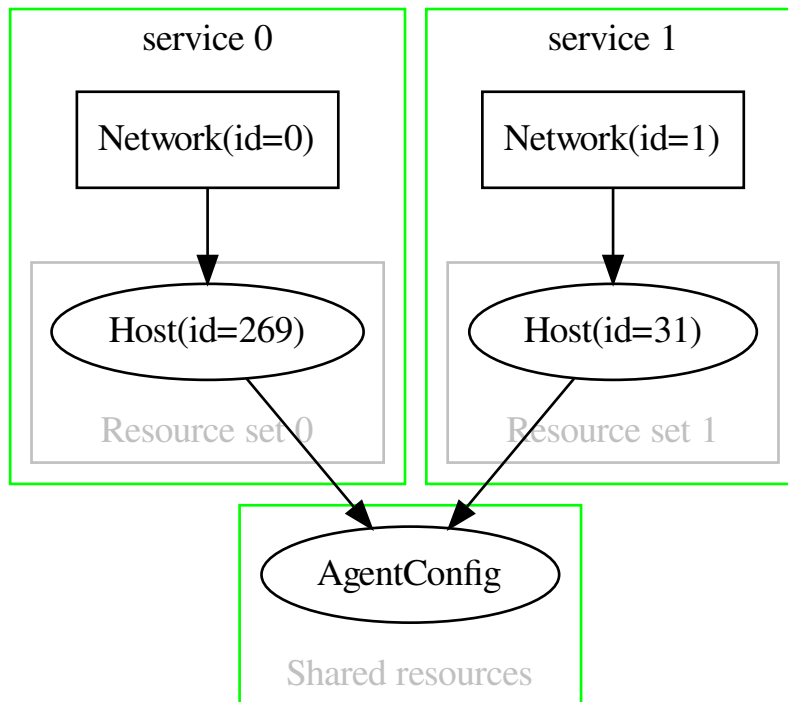 service 0
service 1
Network(id=0)
Network(id=1)
Host(id=269)
Host(id=31)
Resource set 0
Resource set 1
AgentConfig
Shared resources